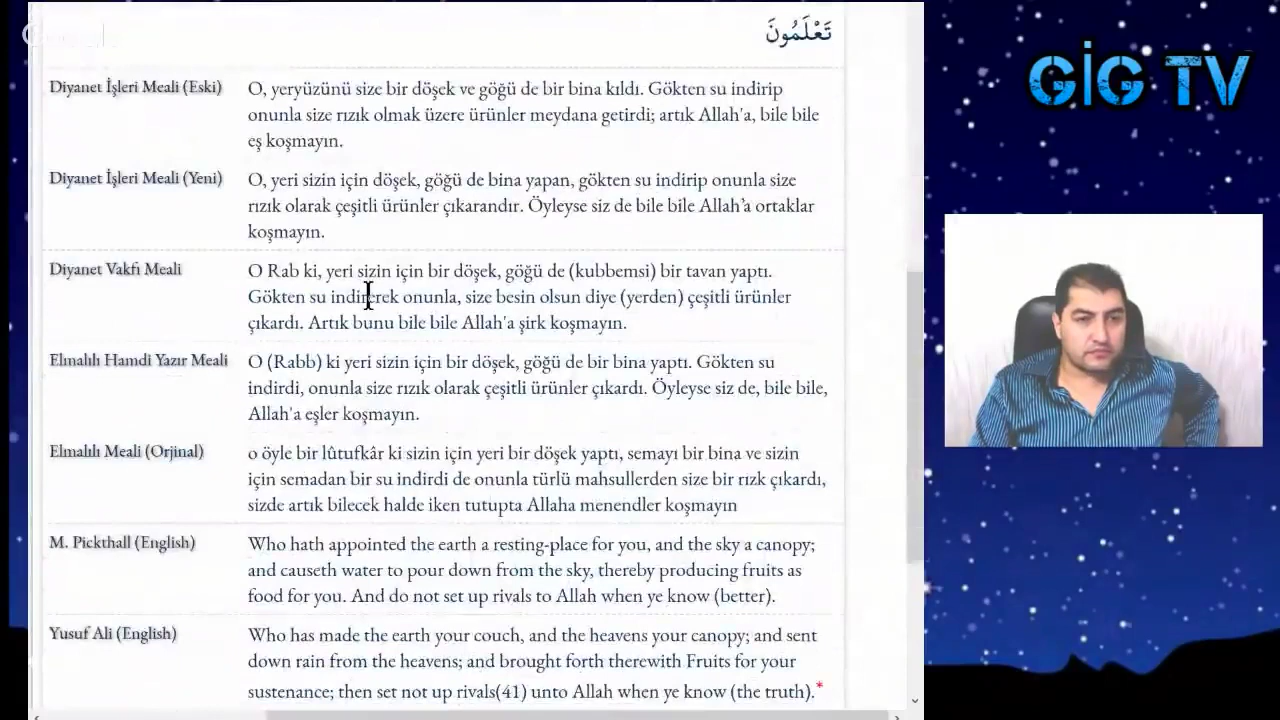 تَعْلَمُونَ
GİG TV
Diyanet İşleri Meali (Eski)
O, yeryüzünü size bir döşek ve göğü de bir bina kıldı. Gökten su indirip
onunla size rızık olmak üzere ürünler meydana getirdi; artık Allah'a, bile bile
eş koşmayın.
Diyanet İşleri Meali (Yeni)
O, yeri sizin için döşek, göğü de bina yapan, gökten su indirip onunla size
rızık olarak çeşitli ürünler çıkarandır. Öyleyse siz de bile bile Allah’a ortaklar
koşmayın.
Diyanet Vakfı Meali
O Rab ki, yeri sizin için bir döşek, göğü de (kubbemsi) bir tavan yaptı.
Gökten su indirerek onunla, size besin olsun diye (yerden) çeşitli ürünler
çıkardı. Artık bunu bile bile Allah'a şirk koşmayın.
Elmalılı Hamdi Yazır Meali
O (Rabb) ki yeri sizin için bir döşek, göğü de bir bina yaptı. Gökten su
indirdi, onunla size rızık olarak çeşitli ürünler çıkardı. Öyleyse siz de, bile bile,
Allah'a eşler koşmayın.
Elmalılı Meali (Orjinal)
o öyle bir lûtufkâr ki sizin için yeri bir döşek yaptı, semayı bir bina ve sizin
için semadan bir su indirdi de onunla türlü mahsullerden size bir rızk çıkardı,
sizde artık bilecek halde iken tutupta Allaha menendler koşmayın
M. Pickthall (English)
Who hath appointed the earth a resting-place for you, and the sky a canopy;
and causeth water to pour down from the sky, thereby producing fruits as
food for you. And do not set up rivals to Allah when ye know (better).
Yusuf Ali (English)
Who has made the earth your couch, and the heavens your canopy; and sent
down rain from the heavens; and brought forth therewith Fruits for your
sustenance; then set not up rivals(41) unto Allah when ye know (the truth).*